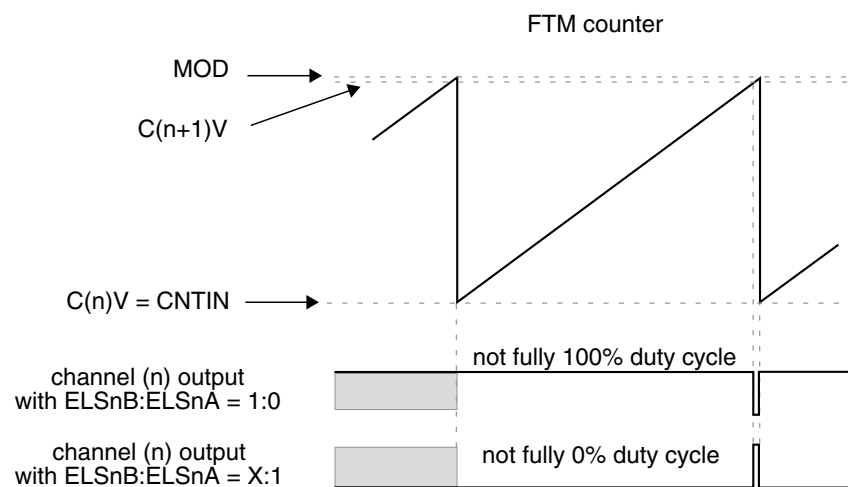 FTM counter
MOD
C(n+1)V
C(n)V = CNTIN
not fully 100% duty cycle
channel (n) output
with ELSnB:ELSnA = 1:0
channel (n) output
with ELSnB:ELSnA = X:1
not fully 0% duty cycle